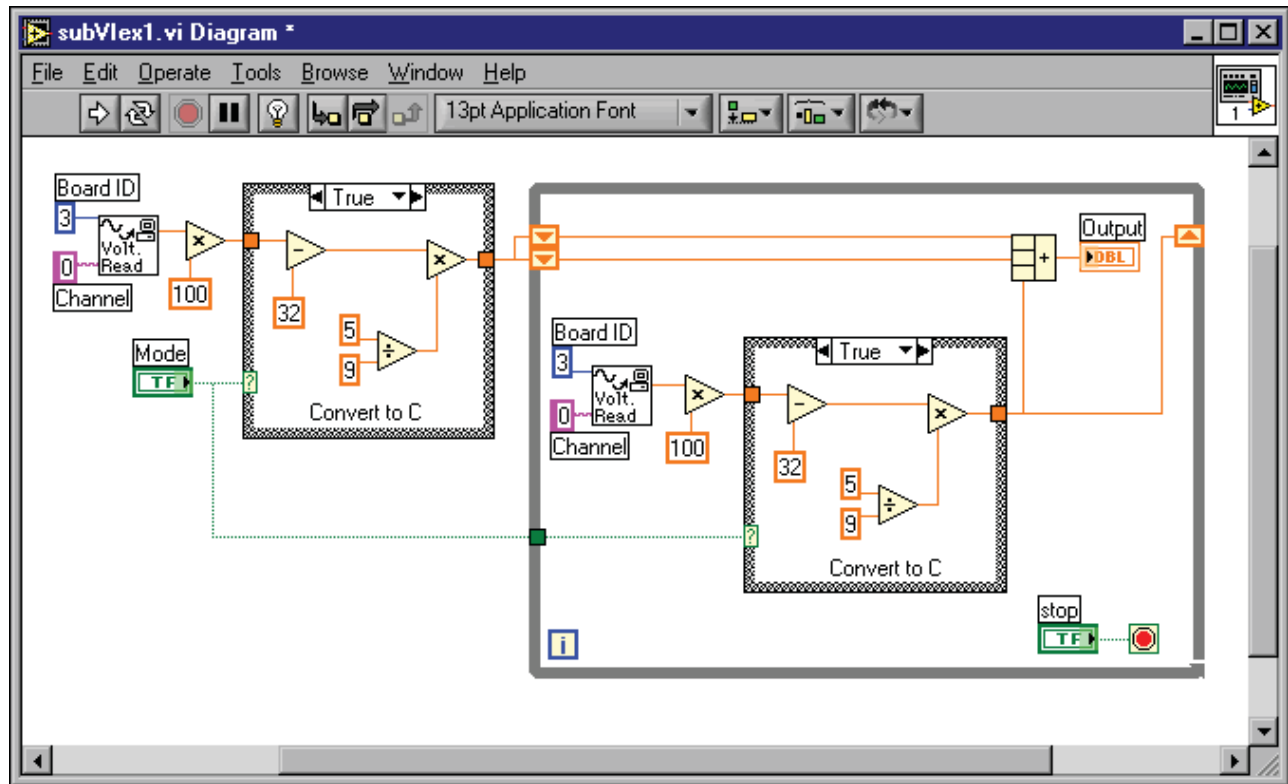 subVIex1.vi Diagram *
File Edit Operate Tools Browse Window Help
13pt Application Font
1
Board ID
3
Volt.
Read
0
Channel
×
100
True
−
32
×
5
9
÷
Convert to C
Mode
TF
?
+
Output
DBL
Board ID
3
Volt.
Read
0
Channel
×
100
True
−
32
×
5
9
÷
?
Convert to C
stop
TF
i